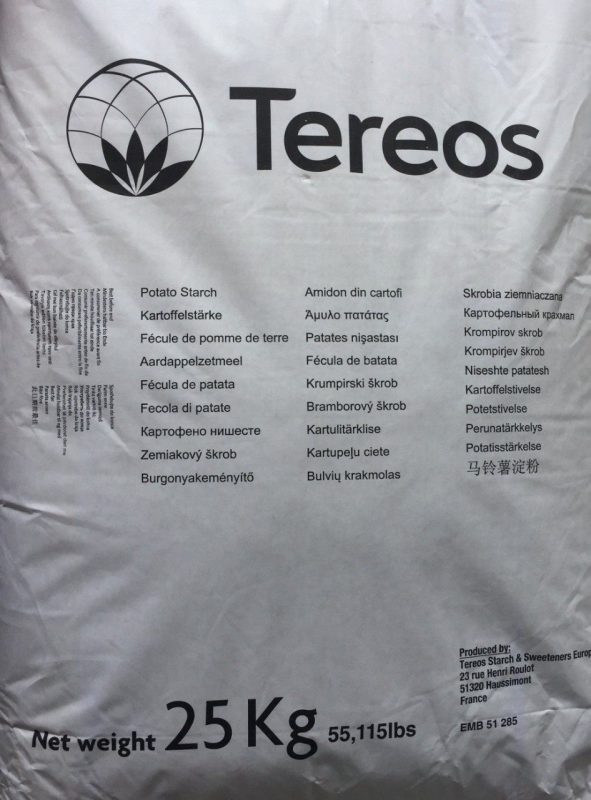 Tereos
Potato Starch
Kartoffelstärke
Fécule de pomme de terre
Aardappelzetmeel
Fécula de patata
Fecola di patate
Картофено нишесте
Zemiakový škrob
Burgonyakeményítő
Amidon din cartofi
Άμυλο πατάτας
Patates nişastası
Fécula de batata
Krumpirski škrob
Bramborový škrob
Kartulitärklise
Kartupeļu ciete
Bulvių krakmolas
Skrobia ziemniaczana
Картофельный крахмал
Krompirov skrob
Krompirjev škrob
Niseshte patatesh
Kartoffelstivelse
Potetstivelse
Perunatärkkelys
Potatisstärkelse
马铃薯淀粉
Produced by:
Tereos Starch & Sweeteners Europ
23 rue Henri Roulot
51320 Haussimont
France
EMB 51 285
Net weight 25 Kg 55,115lbs